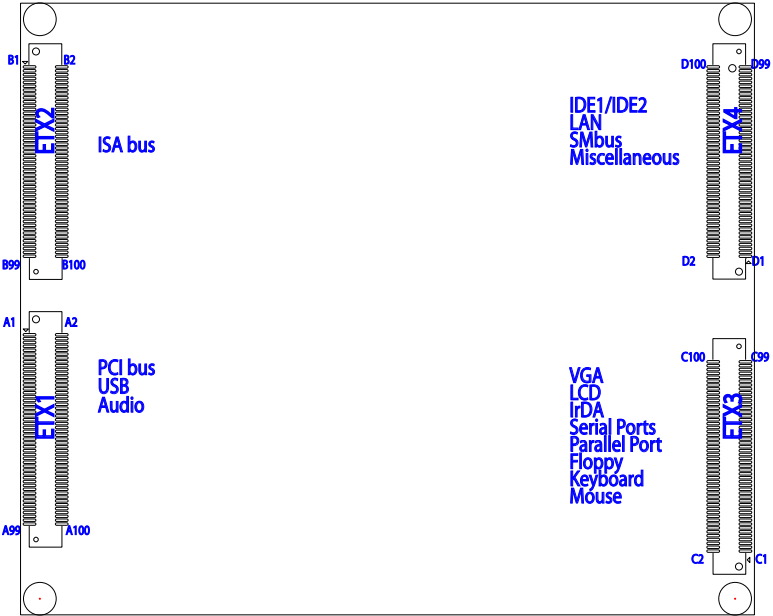 B1
B2
ETX2
ISA bus
B99
B100
A1
A2
ETX1
PCI bus
USB
Audio
A99
A100
D100
D99
IDE1/IDE2
LAN
SMbus
Miscellaneous
ETX4
D2
D1
C100
C99
VGA
LCD
IrDA
Serial Ports
Parallel Port
Floppy
Keyboard
Mouse
ETX3
C2
C1